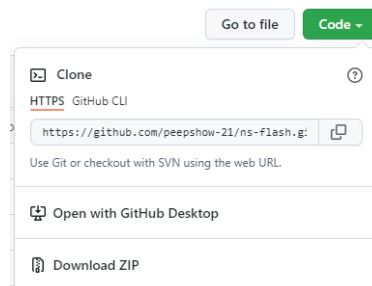 Go to file
Code
Clone
HTTPS GitHub CLI
https://github.com/peepshow-21/ns-flash.gi
Use Git or checkout with SVN using the web URL.
Open with GitHub Desktop
Download ZIP